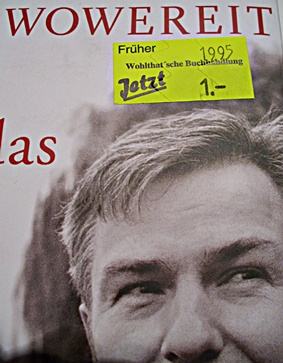 WOWEREIT
Früher 1995
Wohlthat'sche Buchhandlung
Jetzt 1.-
das